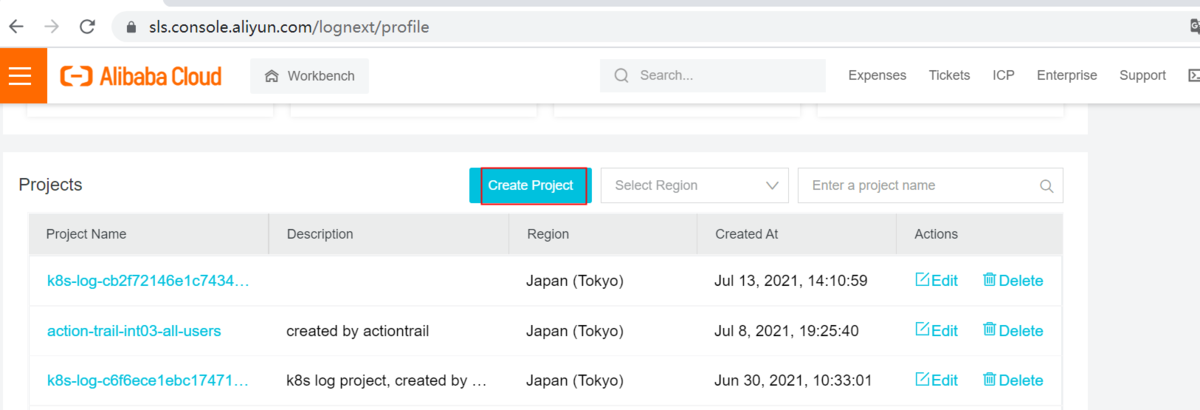 sls.console.aliyun.com/lognext/profile
Alibaba Cloud Workbench Search... Expenses Tickets ICP Enterprise Support
Projects Create Project Select Region Enter a project name
Project Name Description Region Created At Actions
k8s-log-cb2f72146e1c7434... Japan (Tokyo) Jul 13, 2021, 14:10:59 Edit Delete
action-trail-int03-all-users created by actiontrail Japan (Tokyo) Jul 8, 2021, 19:25:40 Edit Delete
k8s-log-c6f6ece1ebc17471... k8s log project, created by ... Japan (Tokyo) Jun 30, 2021, 10:33:01 Edit Delete